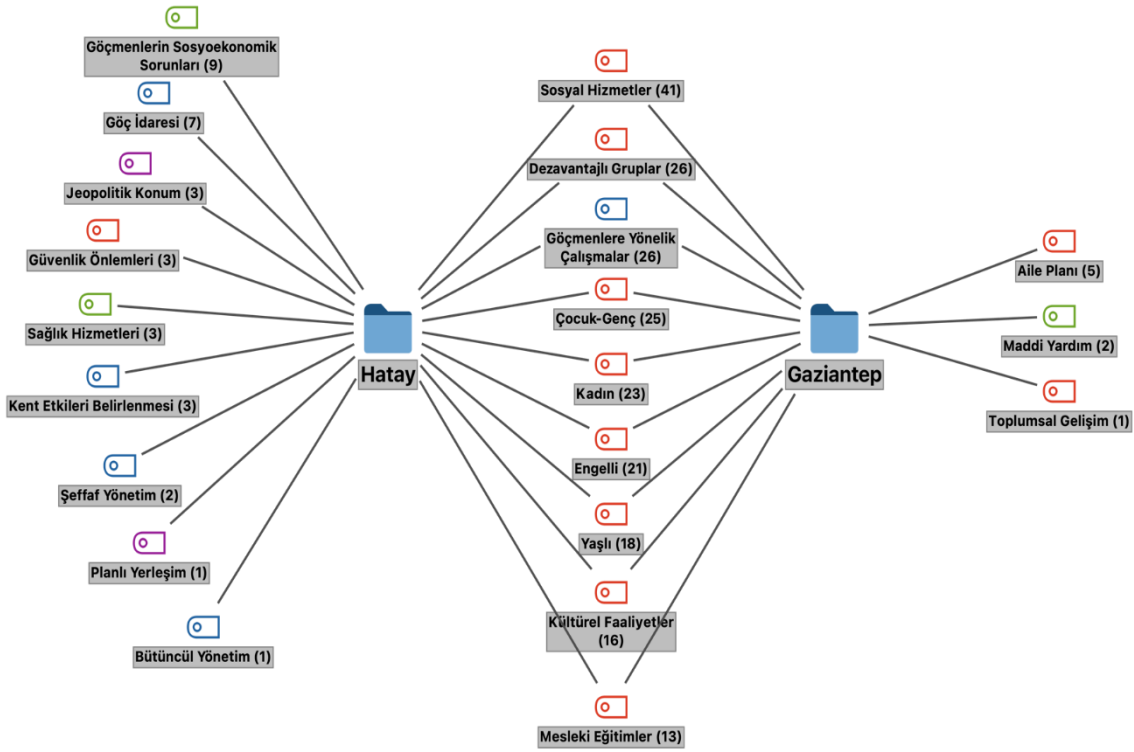 Göçmenlerin Sosyoekonomik
Sorunları (9)
Göç İdaresi (7)
Jeopolitik Konum (3)
Güvenlik Önlemleri (3)
Sağlık Hizmetleri (3)
Kent Etkileri Belirlenmesi (3)
Şeffaf Yönetim (2)
Planlı Yerleşim (1)
Bütüncül Yönetim (1)
Hatay
Sosyal Hizmetler (41)
Dezavantajlı Gruplar (26)
Göçmenlere Yönelik
Çalışmalar (26)
Çocuk-Genç (25)
Kadın (23)
Engelli (21)
Yaşlı (18)
Kültürel Faaliyetler
(16)
Mesleki Eğitimler (13)
Gaziantep
Aile Planı (5)
Maddi Yardım (2)
Toplumsal Gelişim (1)